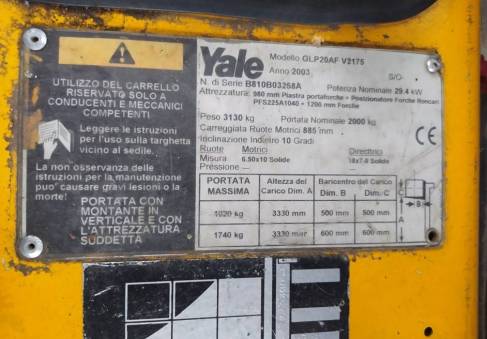 UTILIZZO DEL CARRELLO
RISERVATO SOLO A
CONDUCENTI E MECCANICI
COMPETENTI
Leggere le istruzioni
per l'uso sulla targhetta
vicino al sedile.
La non osservanza delle
istruzioni per la manutenzione
puo' causare gravi lesioni o la
morte!
PORTATA CON
MONTANTE IN
VERTICALE E CON
L'ATTREZZATURA
SUDDETTA
Yale
Modello GLP20AF V2175
Anno 2003 S/O-
N. di Serie B810B03258A Potenza Nominale 29.4 kW
Attrezzatura: 980 mm Piastra portaforche + Posizionatore Forche Roncari
PFS225A1040 + 1200 mm Forche
Peso 3130 kg Portata Nominale 2000 kg
Carreggiata Ruote Motrici 885 mm
Inclinazione Indietro 10 Gradi
Ruote Motrici Direttrici
Misura 6.50x10 Solide 18x7-8 Solide
PORTATA MASSIMA Altezza del Carico Dim. A Baricentro del Carico Dim. B Dim. C
1020 kg 3330 mm 500 mm 500 mm
1740 kg 3330 mm 600 mm 600 mm
B
A
CE